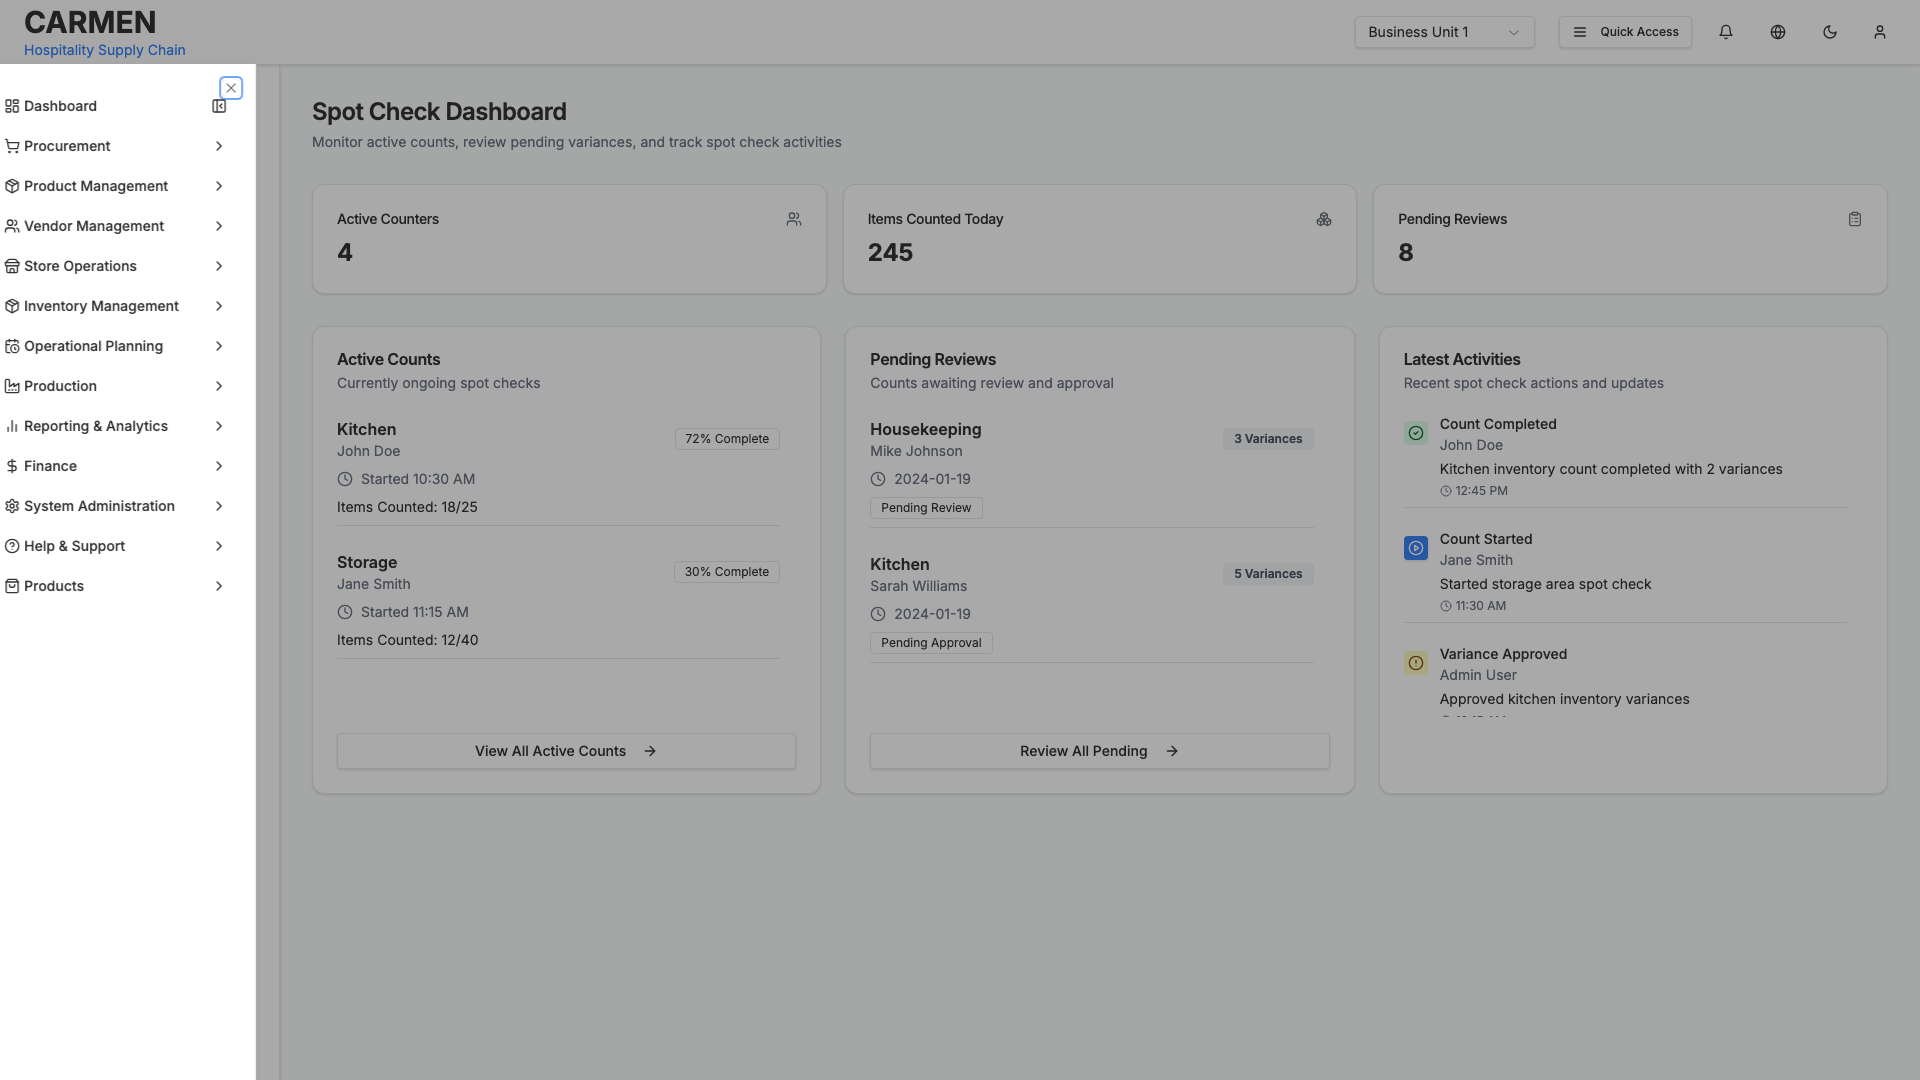 CARMEN
Hospitality Supply Chain
Business Unit 1
Quick Access
Dashboard
Procurement
Product Management
Vendor Management
Store Operations
Inventory Management
Operational Planning
Production
Reporting & Analytics
Finance
System Administration
Help & Support
Products
Spot Check Dashboard
Monitor active counts, review pending variances, and track spot check activities
Active Counters
4
Items Counted Today
245
Pending Reviews
8
Active Counts
Currently ongoing spot checks
Kitchen
John Doe
72% Complete
Started 10:30 AM
Items Counted: 18/25
Storage
Jane Smith
30% Complete
Started 11:15 AM
Items Counted: 12/40
View All Active Counts
Pending Reviews
Counts awaiting review and approval
Housekeeping
Mike Johnson
3 Variances
2024-01-19
Pending Review
Kitchen
Sarah Williams
5 Variances
2024-01-19
Pending Approval
Review All Pending
Latest Activities
Recent spot check actions and updates
Count Completed
John Doe
Kitchen inventory count completed with 2 variances
12:45 PM
Count Started
Jane Smith
Started storage area spot check
11:30 AM
Variance Approved
Admin User
Approved kitchen inventory variances